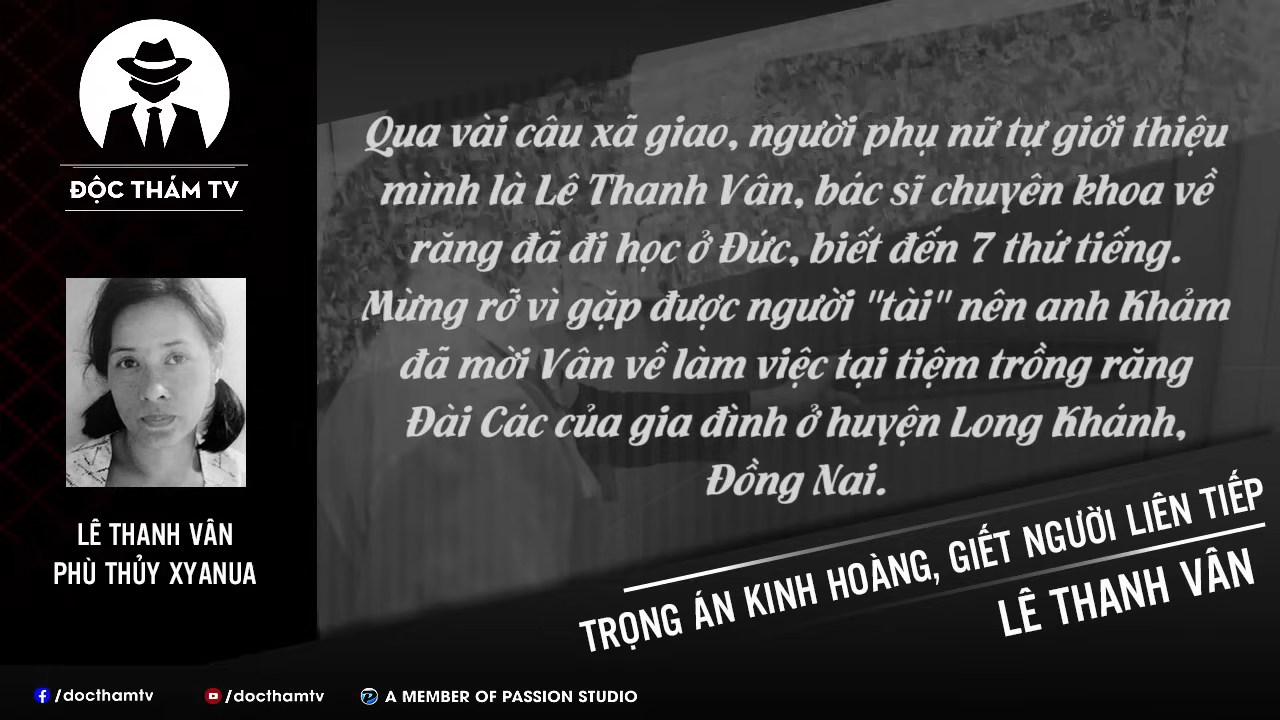 ĐỘC THÁM TV
LÊ THANH VÂN
PHÙ THỦY XYANUA
Qua vài câu xã giao, người phụ nữ tự giới thiệu
mình là Lê Thanh Vân, bác sĩ chuyên khoa về
răng đã đi học ở Đức, biết đến 7 thứ tiếng.
Mừng rỡ vì gặp được người "tài" nên anh Khảm
đã mời Vân về làm việc tại tiệm trồng răng
Đài Các của gia đình ở huyện Long Khánh,
Đồng Nai.
TRỌNG ÁN KINH HOÀNG, GIẾT NGƯỜI LIÊN TIẾP
LÊ THANH VÂN
/docthamtv
/docthamtv
A MEMBER OF PASSION STUDIO